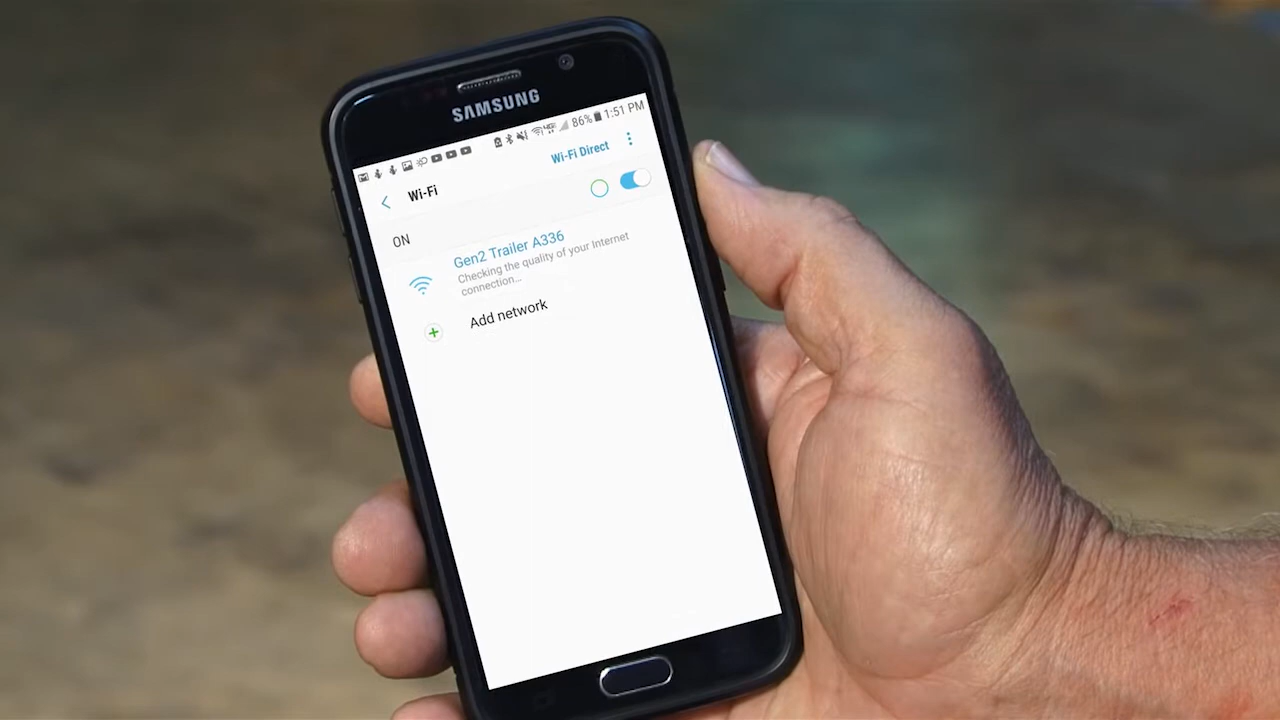 SAMSUNG
86% 1:51 PM
Wi-Fi Direct
Wi-Fi
ON
Gen2 Trailer A336
Checking the quality of your Internet
connection...
Add network